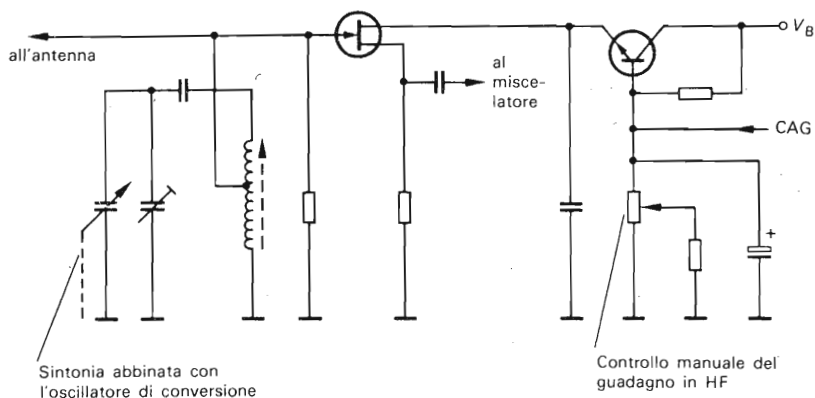 all'antenna
al
misce-
latore
V_B
CAG
+
Sintonia abbinata con
l'oscillatore di conversione
Controllo manuale del
guadagno in HF